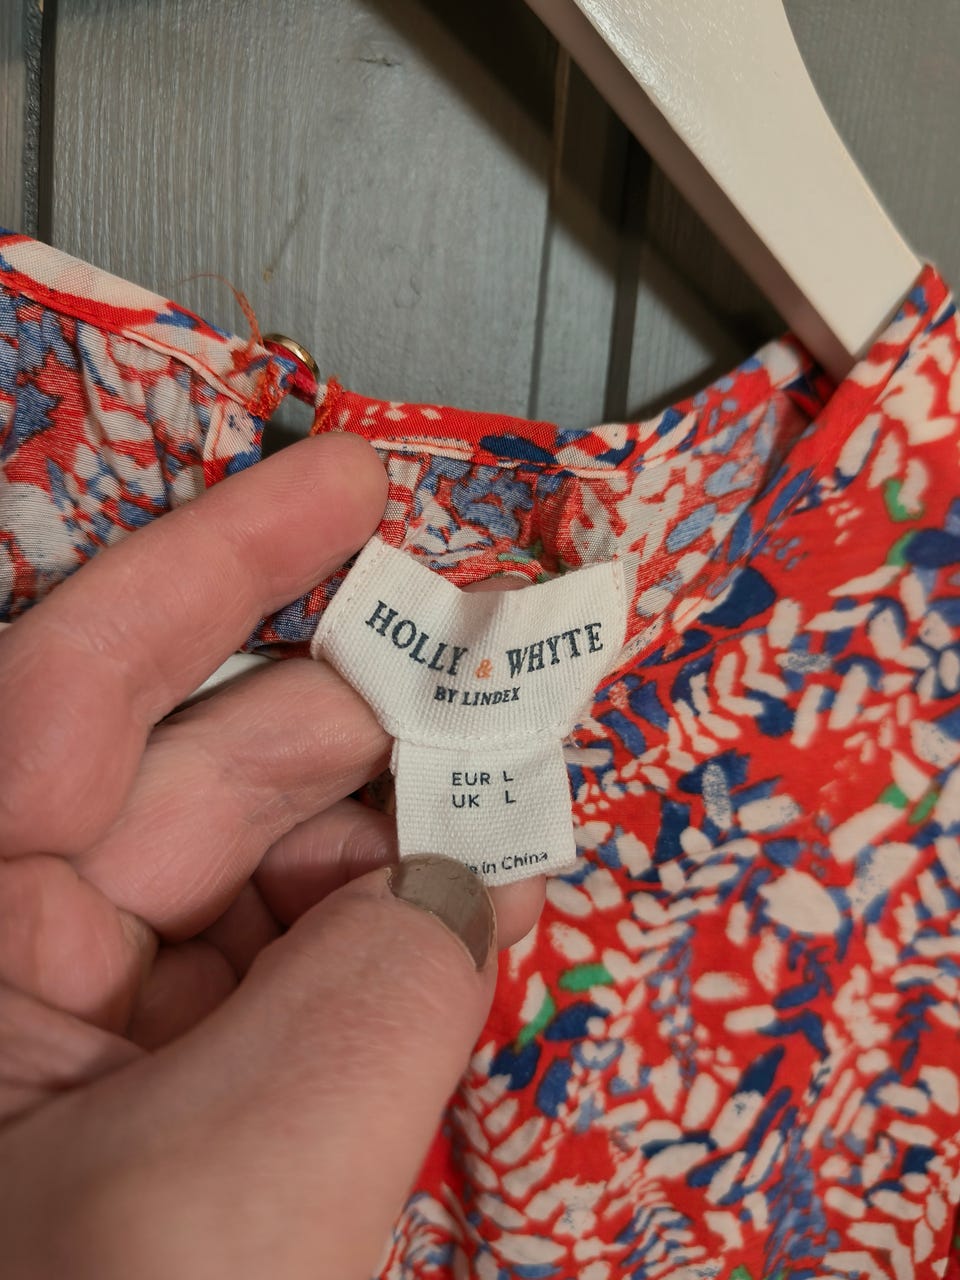 HOLLY & WHYTE
BY LINDEX
EUR L
UK L
in China